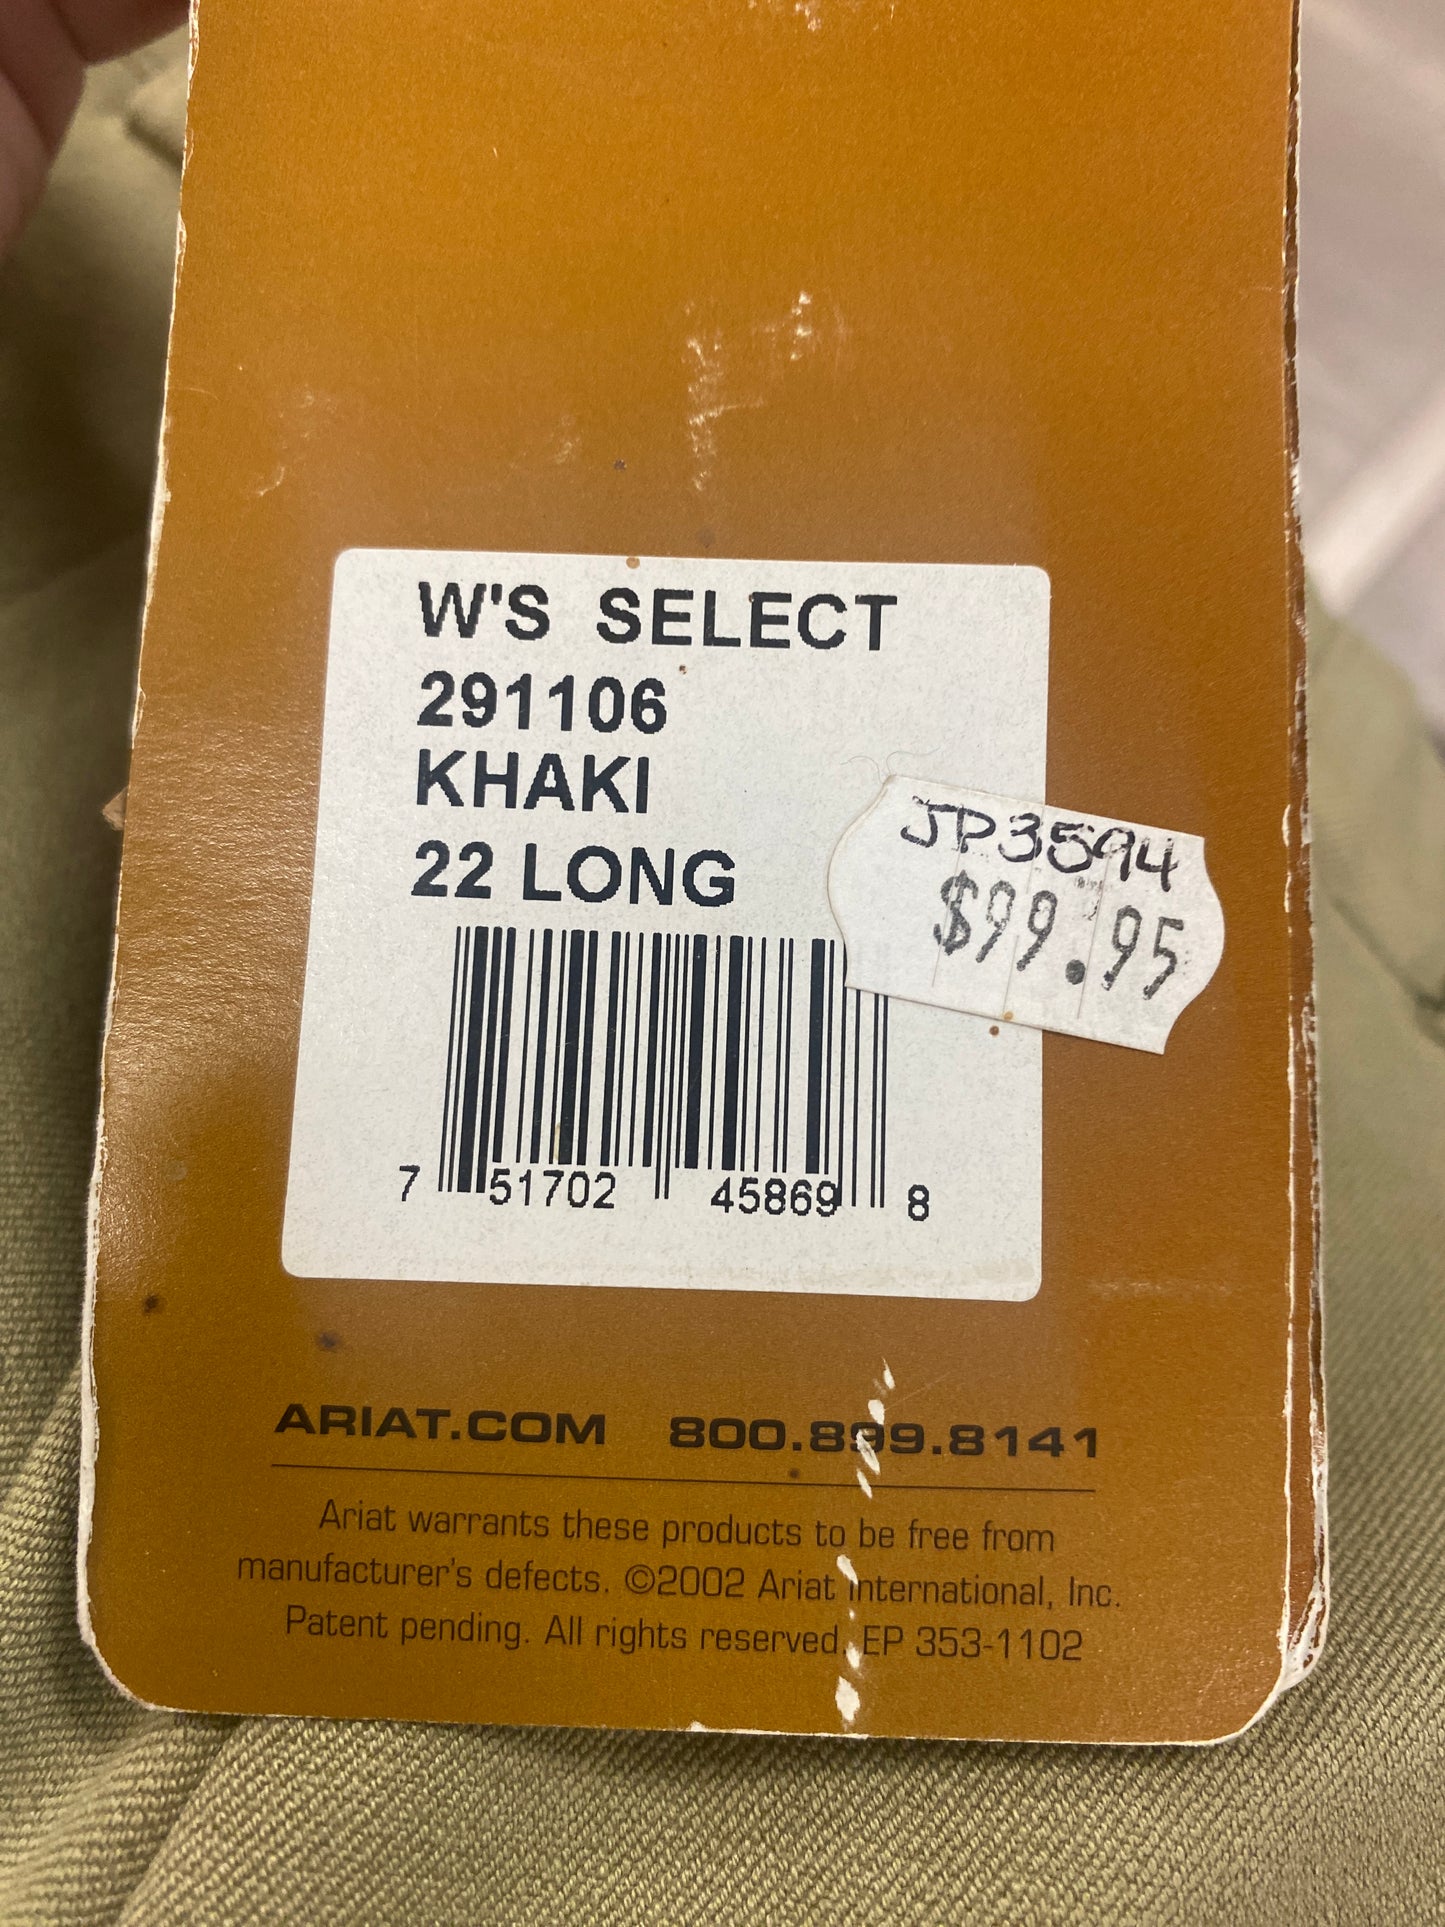 W'S SELECT
291106
KHAKI
22 LONG
JP3594
$99.95
7 51702 45869 8
ARIAT.COM 800.899.8141
Ariat warrants these products to be free from
manufacturer's defects. ©2002 Ariat International, Inc.
Patent pending. All rights reserved. EP 353-1102